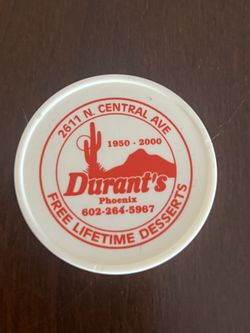 2611 N. CENTRAL AVE
1950 - 2000
Durant's
Phoenix
602-264-5967
FREE LIFETIME DESSERTS